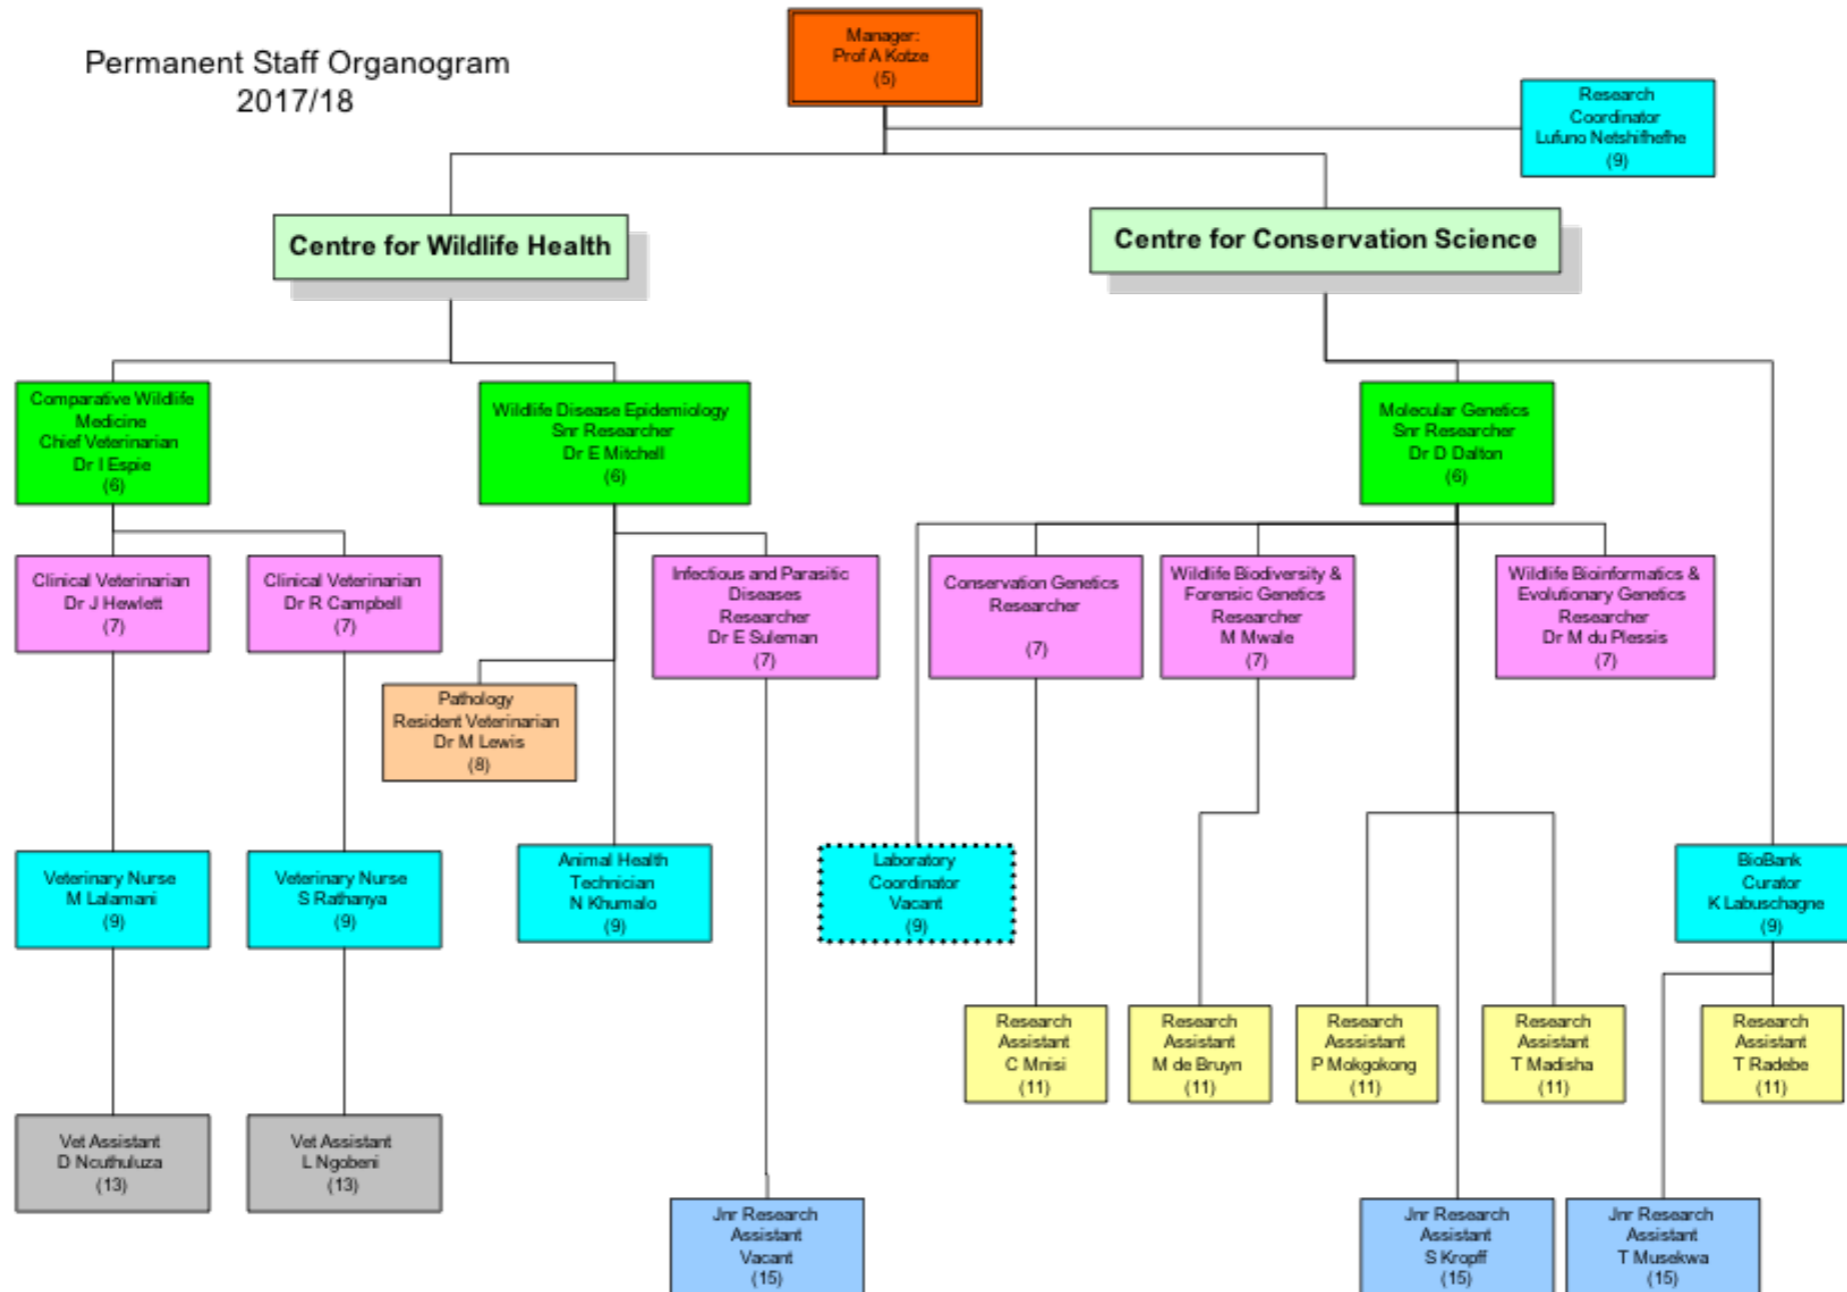 Permanent Staff Organogram
2017/18
Manager:
Prof A Kotze
(5)
Research
Coordinator
Lufuno Netshifhefhe
(9)
Centre for Wildlife Health
Centre for Conservation Science
Comparative Wildlife
Medicine
Chief Veterinarian
Dr I Espie
(6)
Wildlife Disease Epidemiology
Snr Researcher
Dr E Mitchell
(6)
Molecular Genetics
Snr Researcher
Dr D Dalton
(6)
Clinical Veterinarian
Dr J Hewlett
(7)
Clinical Veterinarian
Dr R Campbell
(7)
Infectious and Parasitic
Diseases
Researcher
Dr E Suleman
(7)
Conservation Genetics
Researcher
(7)
Wildlife Biodiversity &
Forensic Genetics
Researcher
M Mwale
(7)
Wildlife Bioinformatics &
Evolutionary Genetics
Researcher
Dr M du Plessis
(7)
Pathology
Resident Veterinarian
Dr M Lewis
(8)
Veterinary Nurse
M Lalamani
(9)
Veterinary Nurse
S Rathanya
(9)
Animal Health
Technician
N Khumalo
(9)
Laboratory
Coordinator
Vacant
(9)
BioBank
Curator
K Labuschagne
(9)
Research
Assistant
C Mnisi
(11)
Research
Assistant
M de Bruyn
(11)
Research
Asssistant
P Mokgokong
(11)
Research
Assistant
T Madisha
(11)
Research
Assistant
T Radebe
(11)
Vet Assistant
D Ncuthuluza
(13)
Vet Assistant
L Ngobeni
(13)
Jnr Research
Assistant
Vacant
(15)
Jnr Research
Assistant
S Kropff
(15)
Jnr Research
Assistant
T Musekwa
(15)